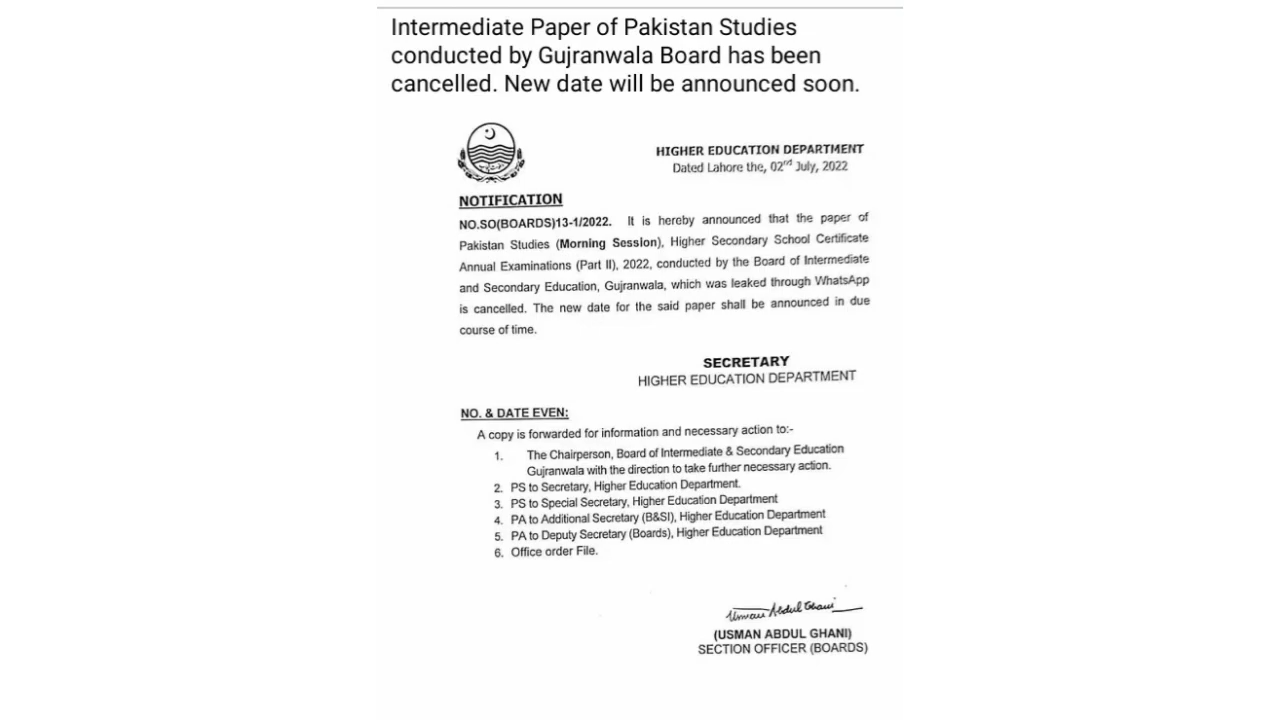 Intermediate Paper of Pakistan Studies
conducted by Gujranwala Board has been
cancelled. New date will be announced soon.
HIGHER EDUCATION DEPARTMENT
Dated Lahore the, 02nd July, 2022
NOTIFICATION
NO.SO(BOARDS)13-1/2022. It is hereby announced that the paper of
Pakistan Studies (Morning Session), Higher Secondary School Certificate
Annual Examinations (Part II), 2022, conducted by the Board of Intermediate
and Secondary Education, Gujranwala, which was leaked through WhatsApp
is cancelled. The new date for the said paper shall be announced in due
course of time.
SECRETARY
HIGHER EDUCATION DEPARTMENT
NO. & DATE EVEN:
A copy is forwarded for information and necessary action to:-
1. The Chairperson, Board of Intermediate & Secondary Education
Gujranwala with the direction to take further necessary action.
2. PS to Secretary, Higher Education Department.
3. PS to Special Secretary, Higher Education Department
4. PA to Additional Secretary (B&SI), Higher Education Department
5. PA to Deputy Secretary (Boards), Higher Education Department
6. Office order File.
Usman Abdul Ghani
(USMAN ABDUL GHANI)
SECTION OFFICER (BOARDS)